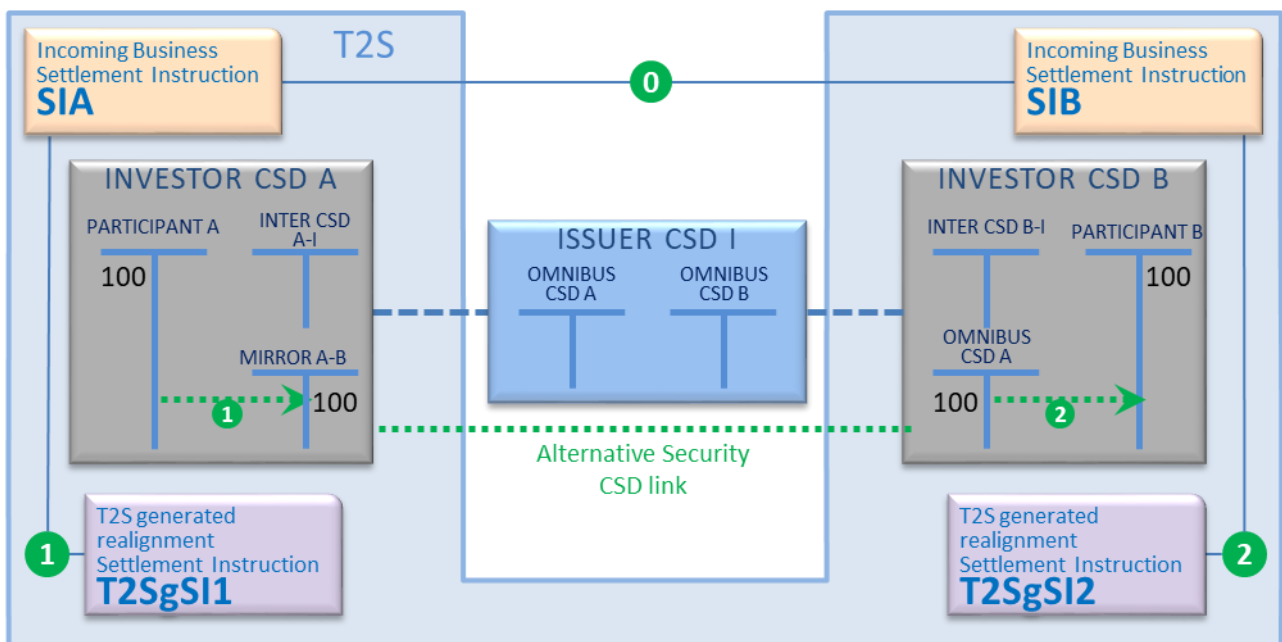 T2S
Incoming Business
Settlement Instruction
SIA
0
Incoming Business
Settlement Instruction
SIB
INVESTOR CSD A
PARTICIPANT A
INTER CSD
A-I
100
MIRROR A-B
100
1
ISSUER CSD I
OMNIBUS
CSD A
OMNIBUS
CSD B
INVESTOR CSD B
INTER CSD B-I
PARTICIPANT B
100
OMNIBUS
CSD A
100
2
Alternative Security
CSD link
1
T2S generated
realignment
Settlement Instruction
T2SgSI1
T2S generated
realignment
Settlement Instruction
T2SgSI2
2